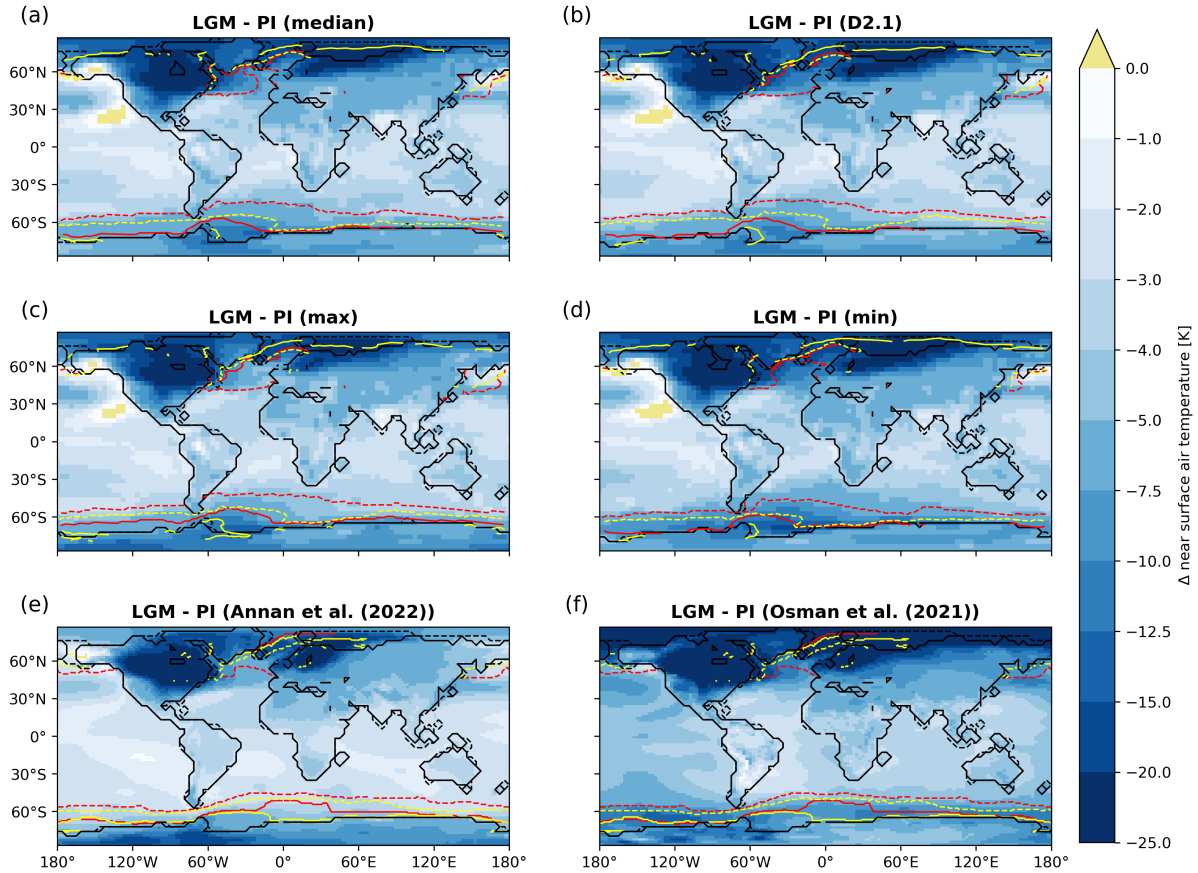 (a) LGM - PI (median)
(b) LGM - PI (D2.1)
60°N
30°N
0°
30°S
60°S
(c) LGM - PI (max)
(d) LGM - PI (min)
60°N
30°N
0°
30°S
60°S
(e) LGM - PI (Annan et al. (2022))
(f) LGM - PI (Osman et al. (2021))
60°N
30°N
0°
30°S
60°S
180° 120°W 60°W 0° 60°E 120°E 180°
180° 120°W 60°W 0° 60°E 120°E 180°
0.0
−1.0
−2.0
−3.0
−4.0
−5.0
−7.5
−10.0
−12.5
−15.0
−20.0
−25.0
Δ near surface air temperature [K]